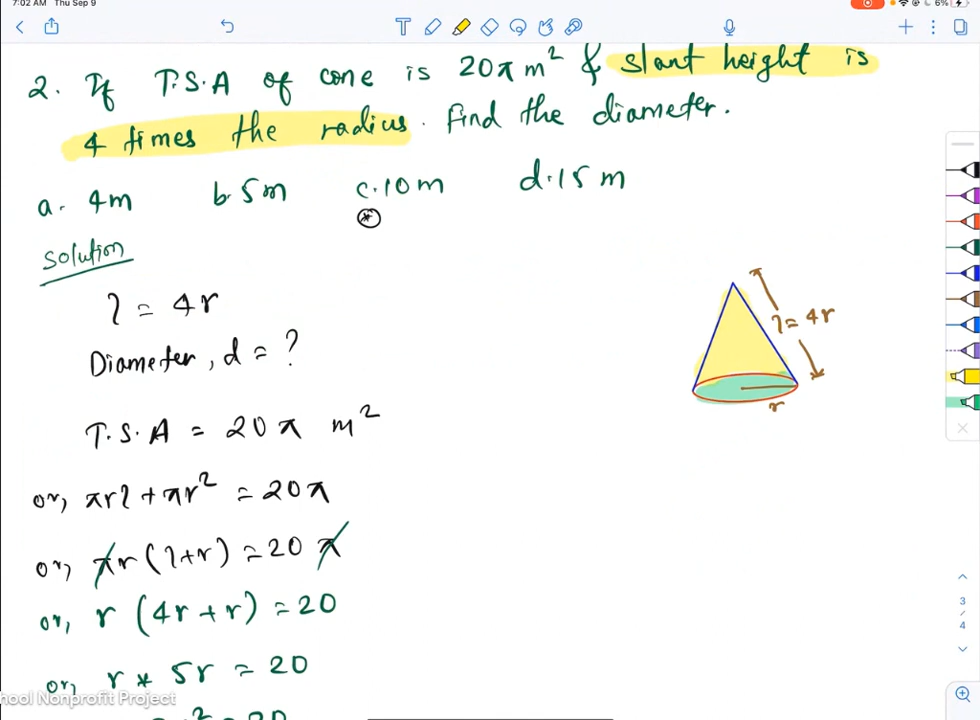 7:02 AM Thu Sep 9
6%
2. If T.S.A of cone is 20π m² & slant height is
4 times the radius. Find the diameter.
a. 4m b. 5m c. 10m d. 15 m
*
Solution
l = 4r
Diameter, d = ?
l = 4r
r
T.S.A = 20π m²
or, πrl + πr² = 20π
or, πr(l+r) = 20π
or, r (4r + r) = 20
or, r * 5r = 20
hool Nonprofit Project
3
4